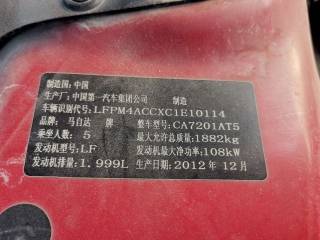 制造国：中国
生产厂：中国第一汽车集团公司 制造
车辆识别代号：LFPM4ACCXC1E10114
品牌：马自达 牌 整车型号：CA7201AT5
乘坐人数：5 最大允许总质量：1882kg
发动机型号：LF 发动机最大净功率：108kW
发动机排量：1.999L 生产日期：2012年12月